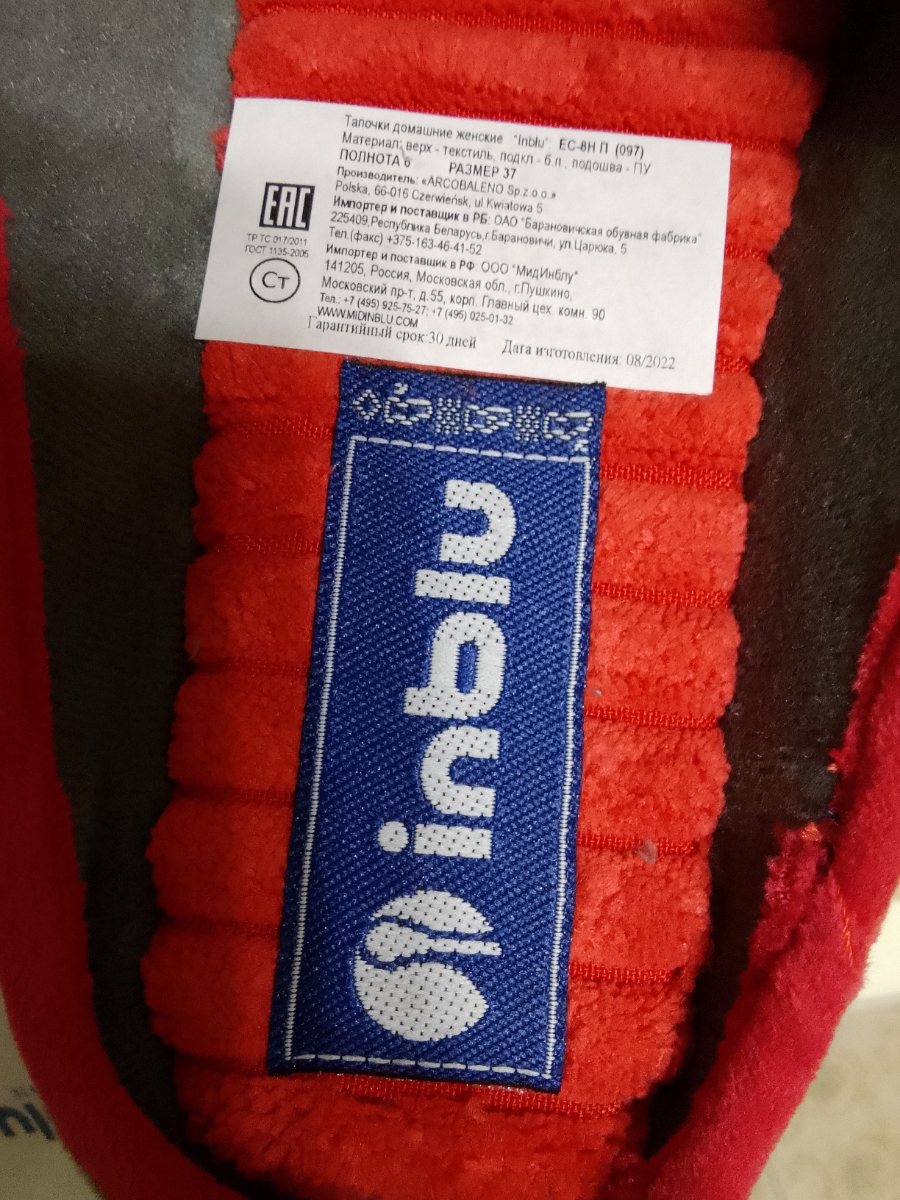 Тапочки домашние женские "Inblu" ЕС-8Н П (097)
Материал: верх - текстиль, подкл - б.п., подошва - ПУ
ПОЛНОТА 6 РАЗМЕР 37
Производитель: «ARCOBALENO Sp.z.o.o.»
Polska, 66-016 Czerwieńsk, ul.Kwiatowa 5
Импортер и поставщик в РБ: ОАО "Барановичская обувная фабрика"
225409,Республика Беларусь,г.Барановичи, ул.Царюка, 5
Тел.(факс) +375-163-46-41-52
Импортер и поставщик в РФ: ООО "МидИнблу"
141205, Россия, Московская обл., г.Пушкино,
Московский пр-т, д.55, корп. Главный цех, комн. 90
Тел.: +7 (495) 925-75-27; +7 (495) 025-01-32
WWW.MIDINBLU.COM
Гарантийный срок:30 дней Дата изготовления: 08/2022
EAC
ТР ТС 017/2011
ГОСТ 1135-2005
Ст
inblu